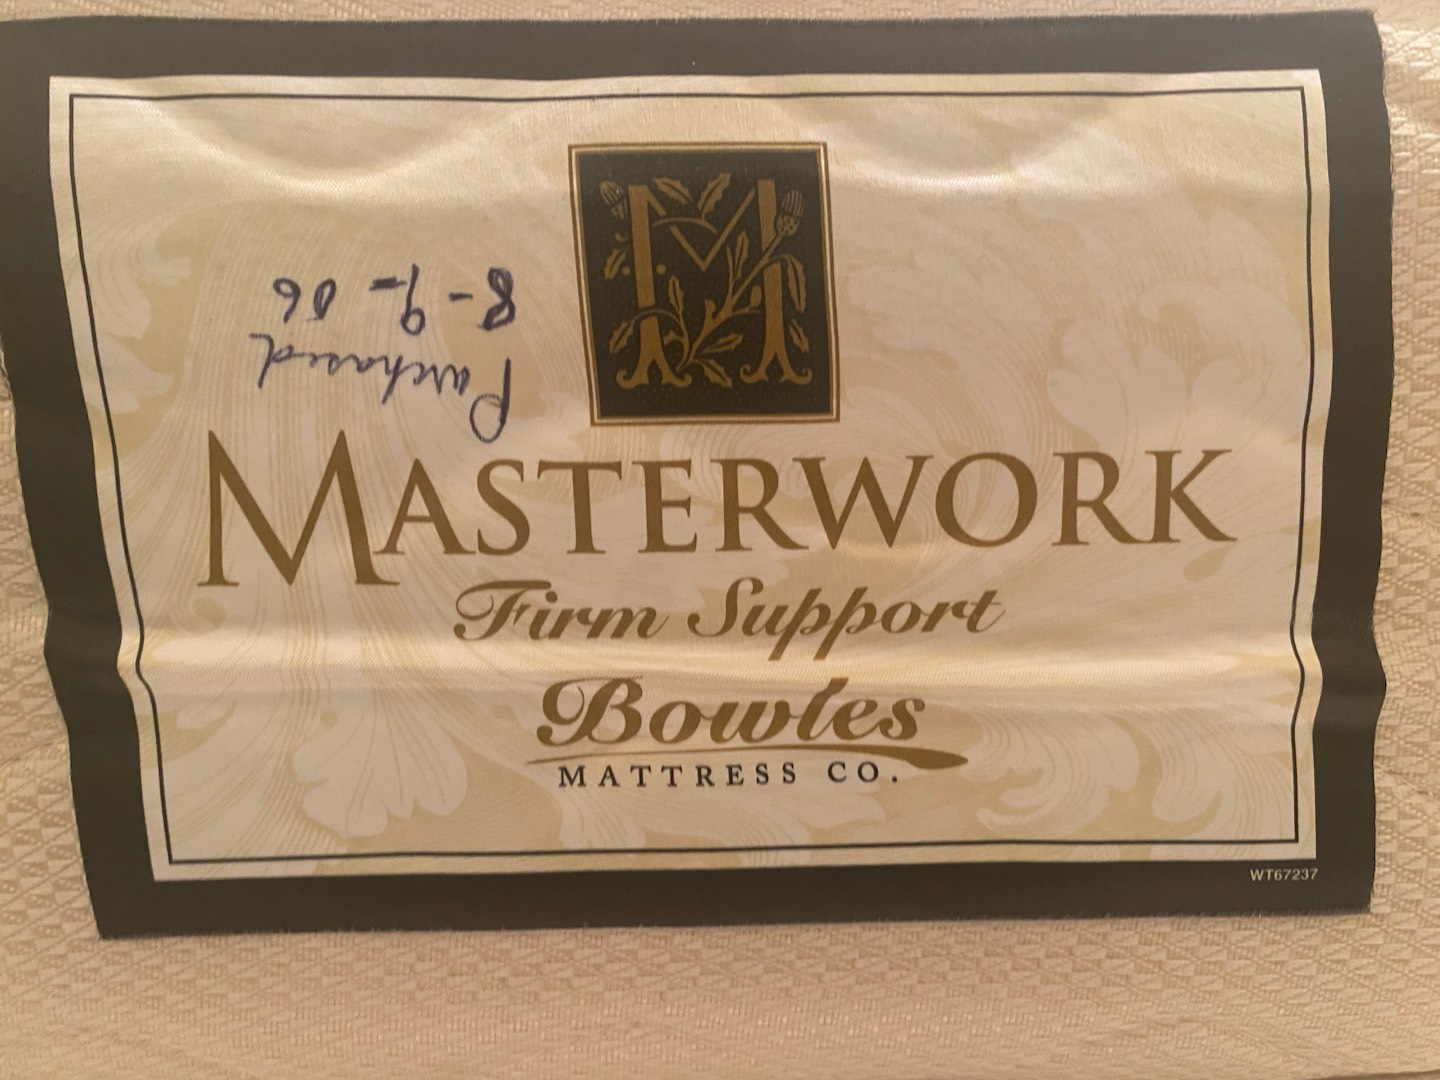 Purchased
8-9-06
M
MASTERWORK
Firm Support
Bowles
MATTRESS CO.
WT67237